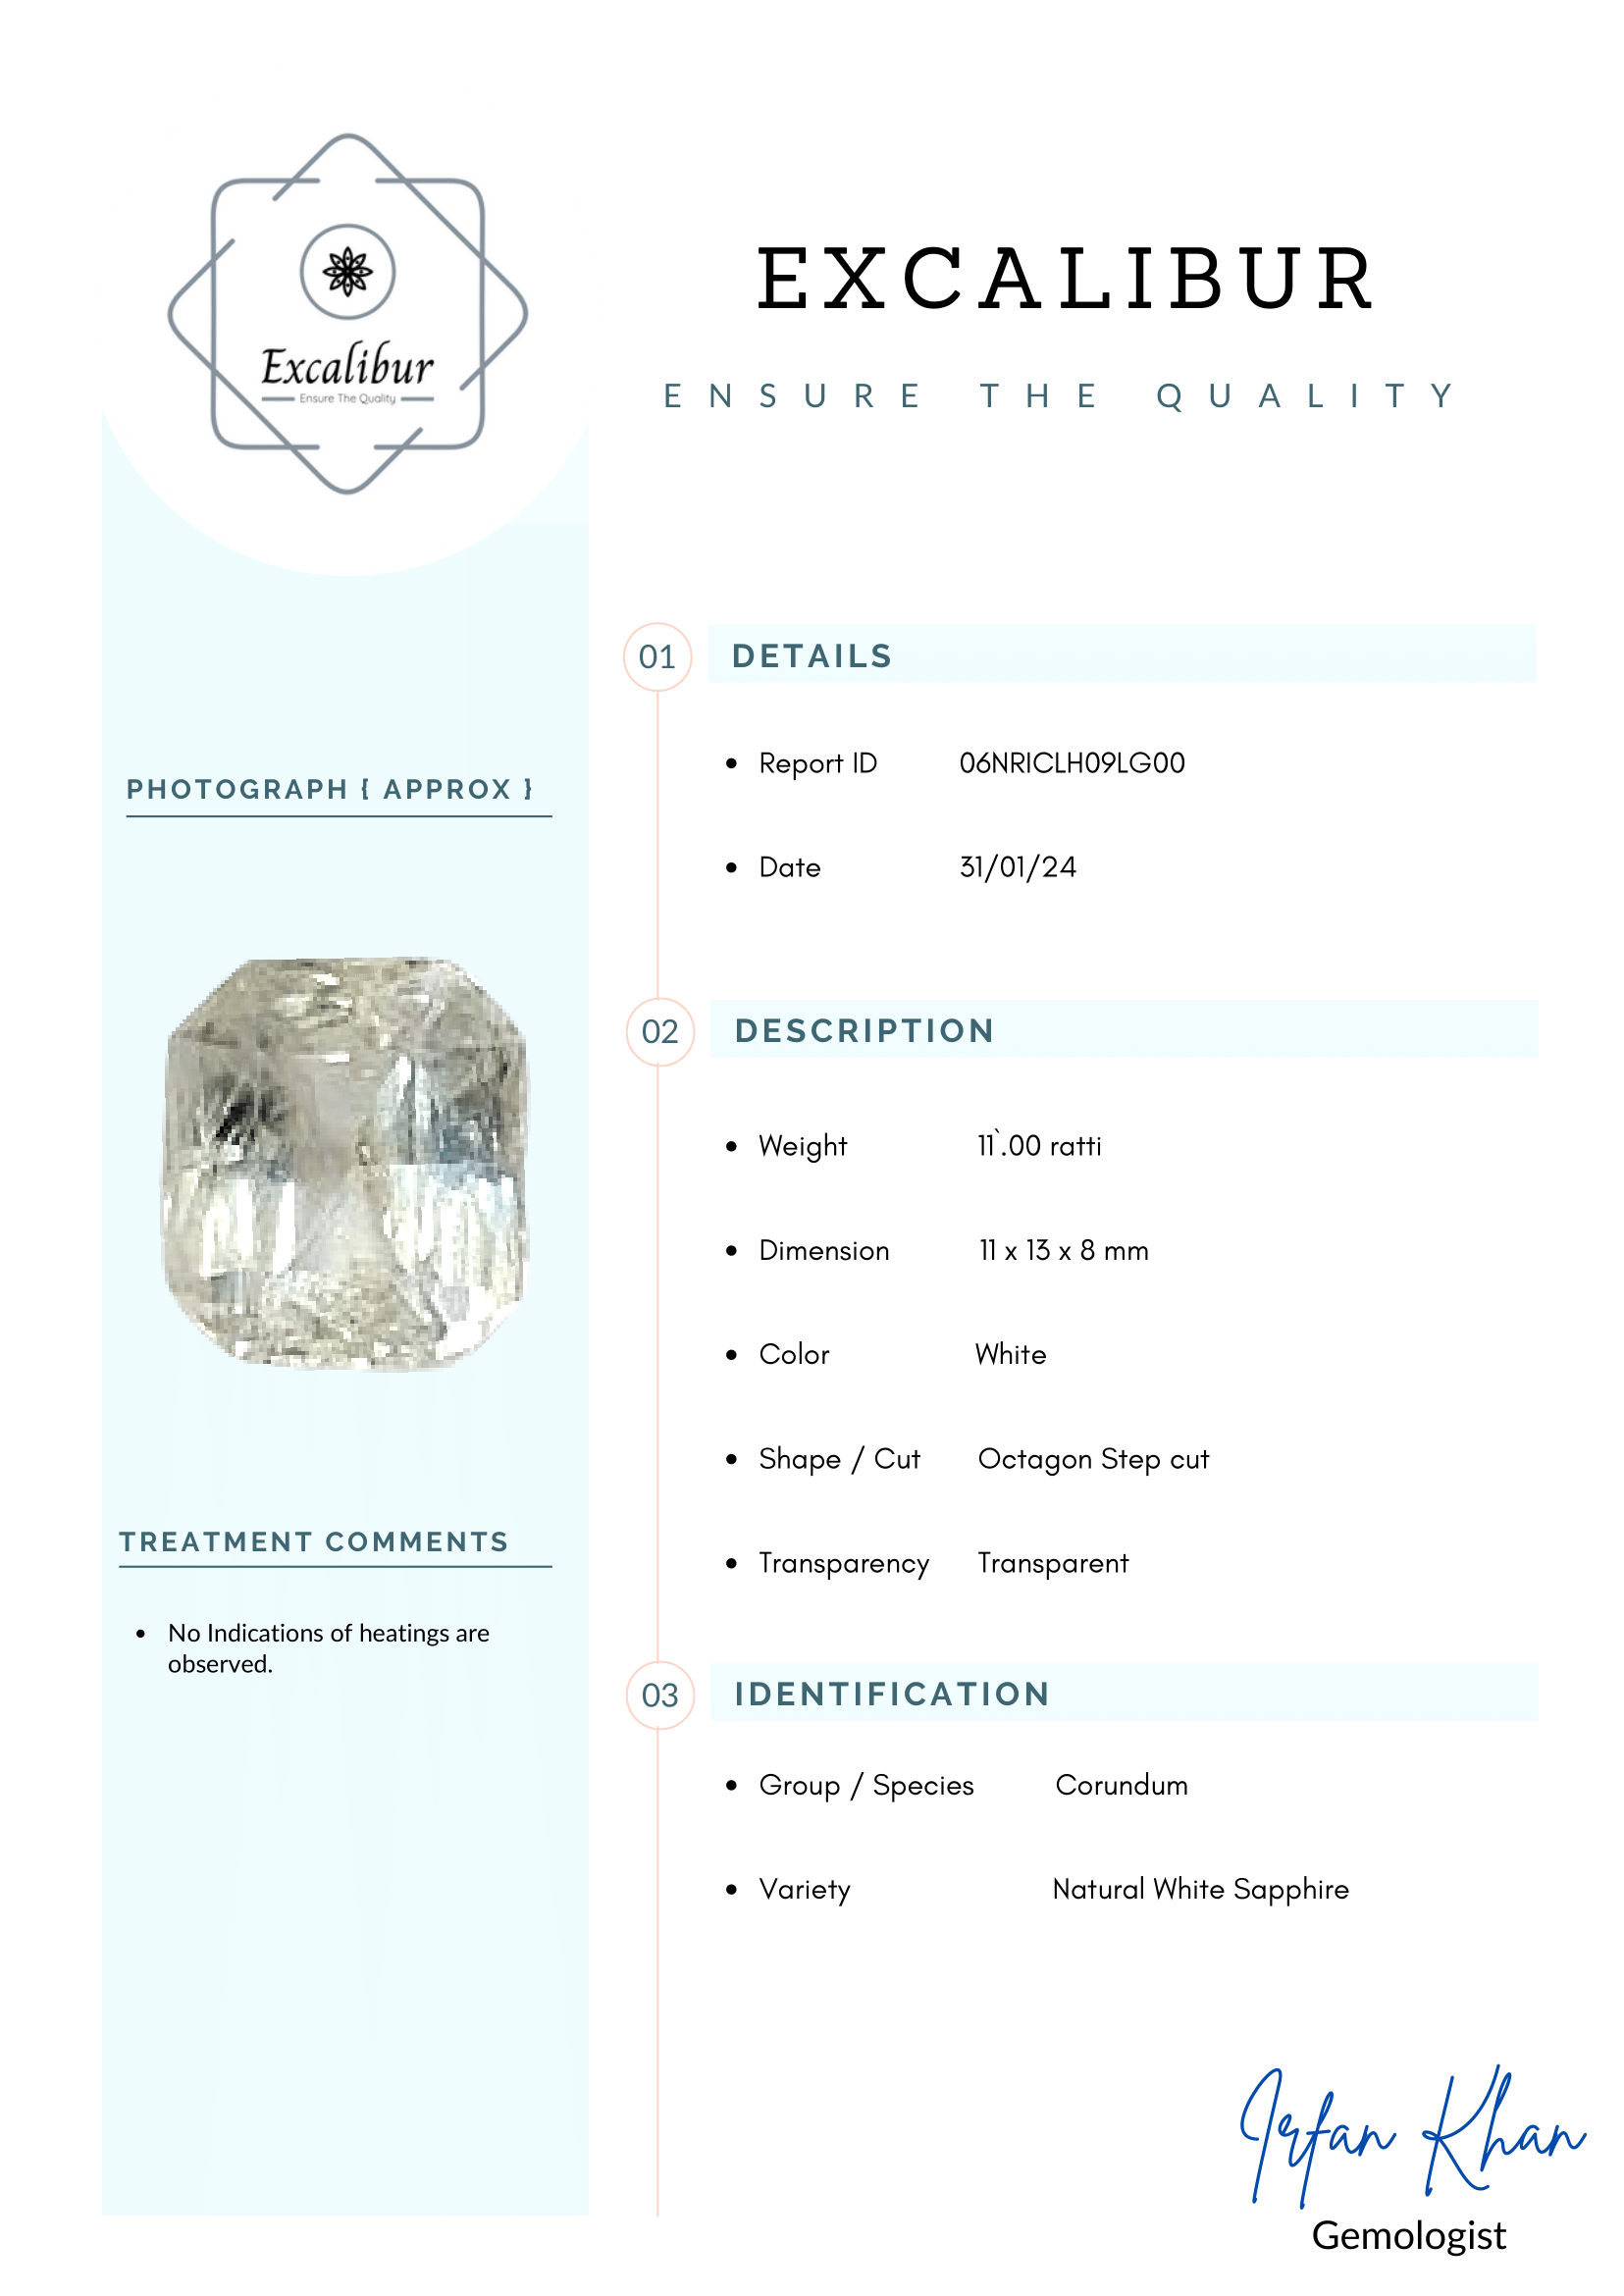 Excalibur
Ensure The Quality
EXCALIBUR
ENSURE THE QUALITY
PHOTOGRAPH { APPROX }
TREATMENT COMMENTS
• No Indications of heatings are
observed.
01 DETAILS
• Report ID 06NRICLH09LG00
• Date 31/01/24
02 DESCRIPTION
• Weight 11`.00 ratti
• Dimension 11 x 13 x 8 mm
• Color White
• Shape / Cut Octagon Step cut
• Transparency Transparent
03 IDENTIFICATION
• Group / Species Corundum
• Variety Natural White Sapphire
Irfan Khan
Gemologist